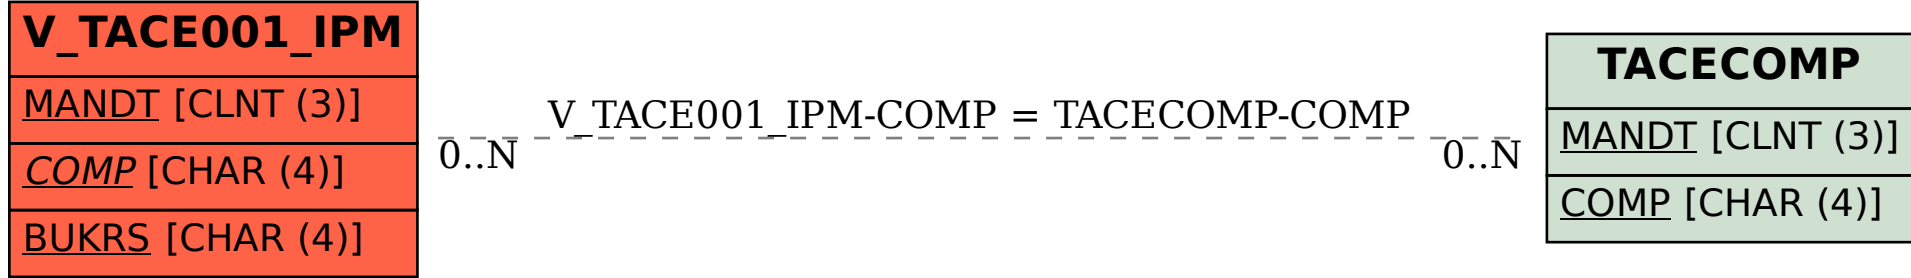 V_TACE001_IPM
MANDT [CLNT (3)]
COMP [CHAR (4)]
BUKRS [CHAR (4)]
V_TACE001_IPM-COMP = TACECOMP-COMP
0..N
0..N
TACECOMP
MANDT [CLNT (3)]
COMP [CHAR (4)]